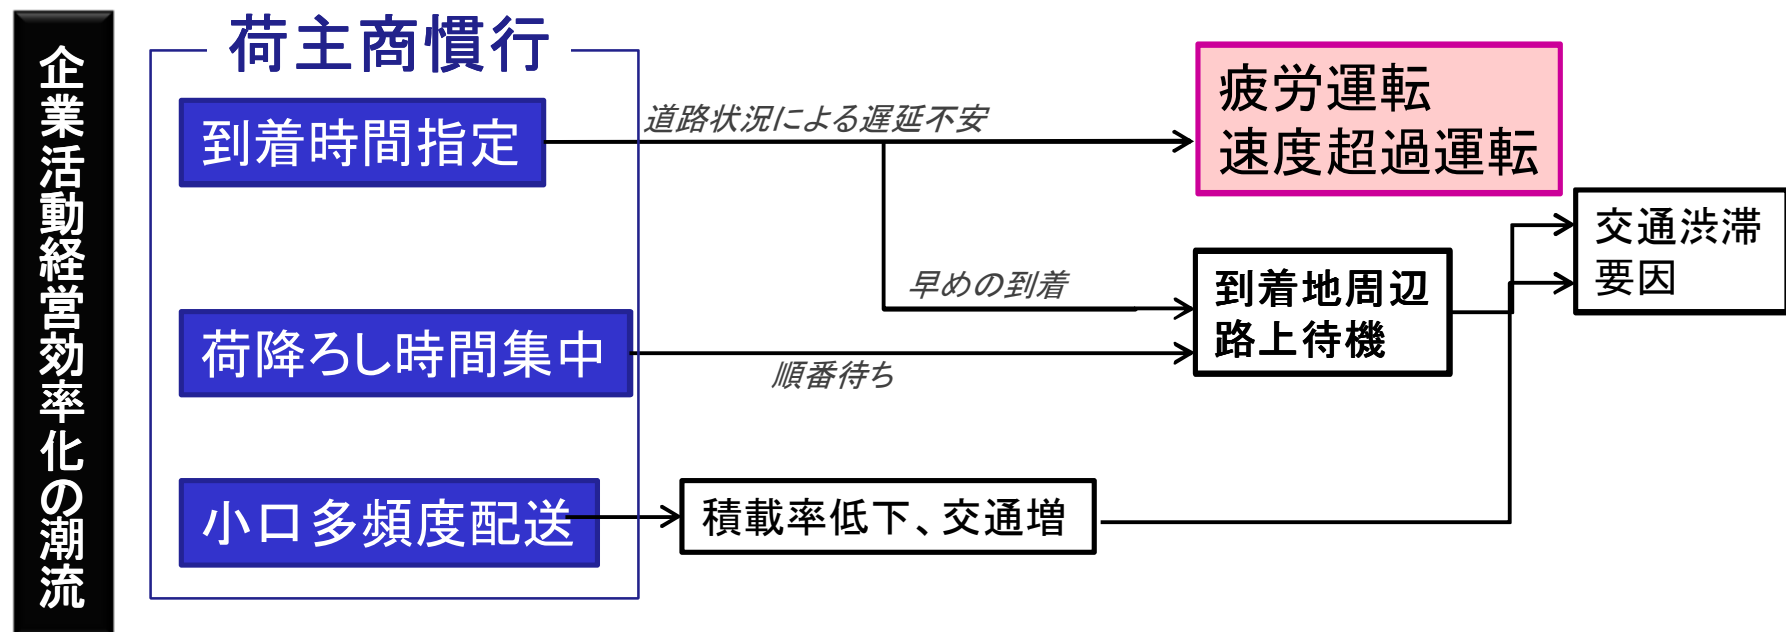 企業活動経営効率化の潮流
荷主商慣行
到着時間指定
道路状況による遅延不安
疲労運転
速度超過運転
早めの到着
到着地周辺
路上待機
交通渋滞
要因
荷降ろし時間集中
順番待ち
小口多頻度配送
積載率低下、交通増